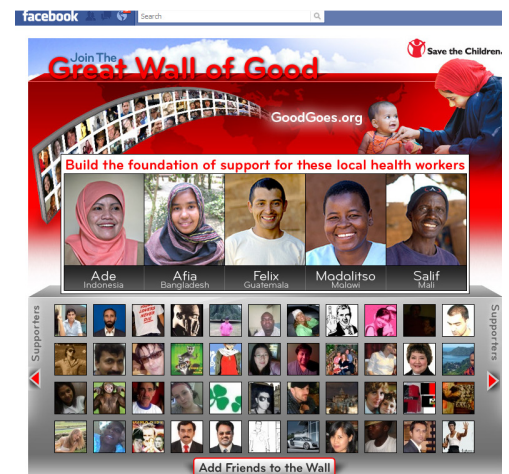 facebook
Search
Join The
Great Wall of Good
Save the Children.
GoodGoes.org
Build the foundation of support for these local health workers
Ade
Indonesia
Afia
Bangladesh
Felix
Guatemala
Madalitso
Malawi
Salif
Mali
Supporters
Supporters
Add Friends to the Wall